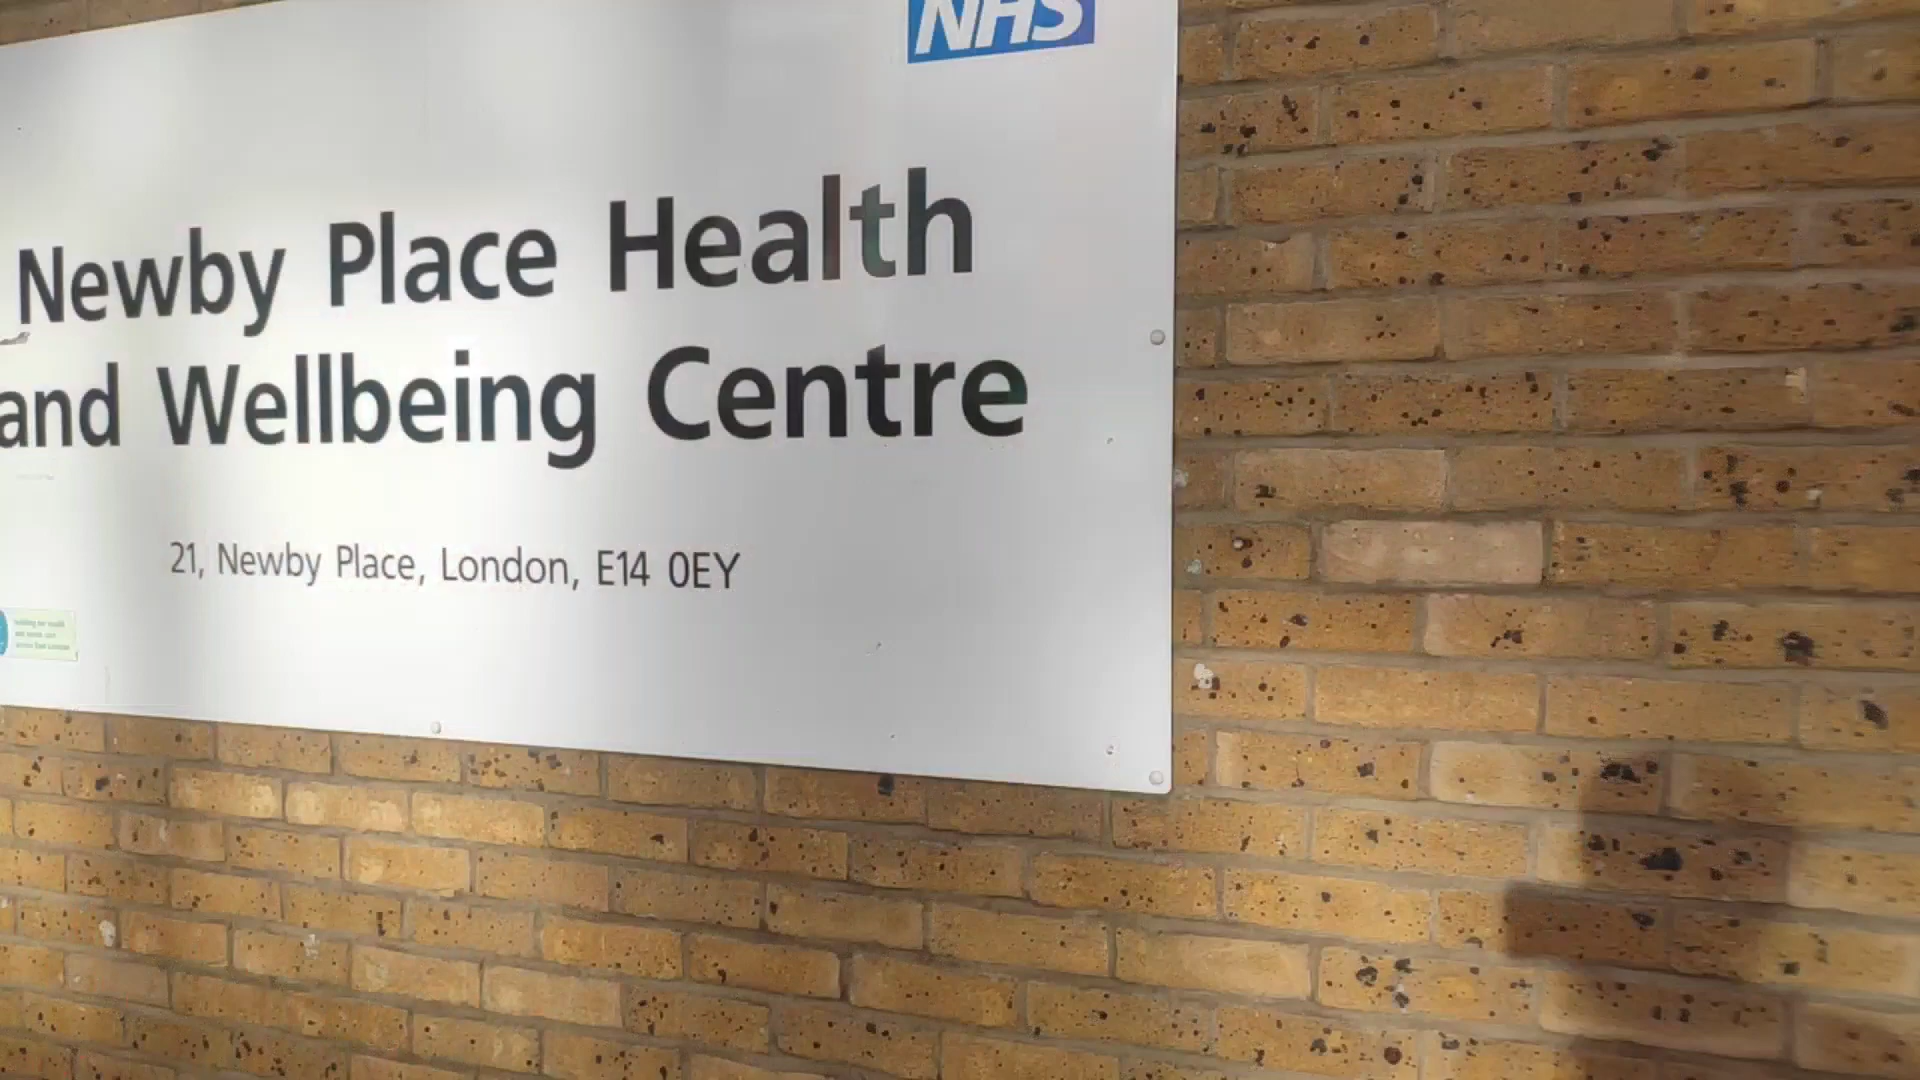 NHS
Newby Place Health
and Wellbeing Centre
21, Newby Place, London, E14 0EY